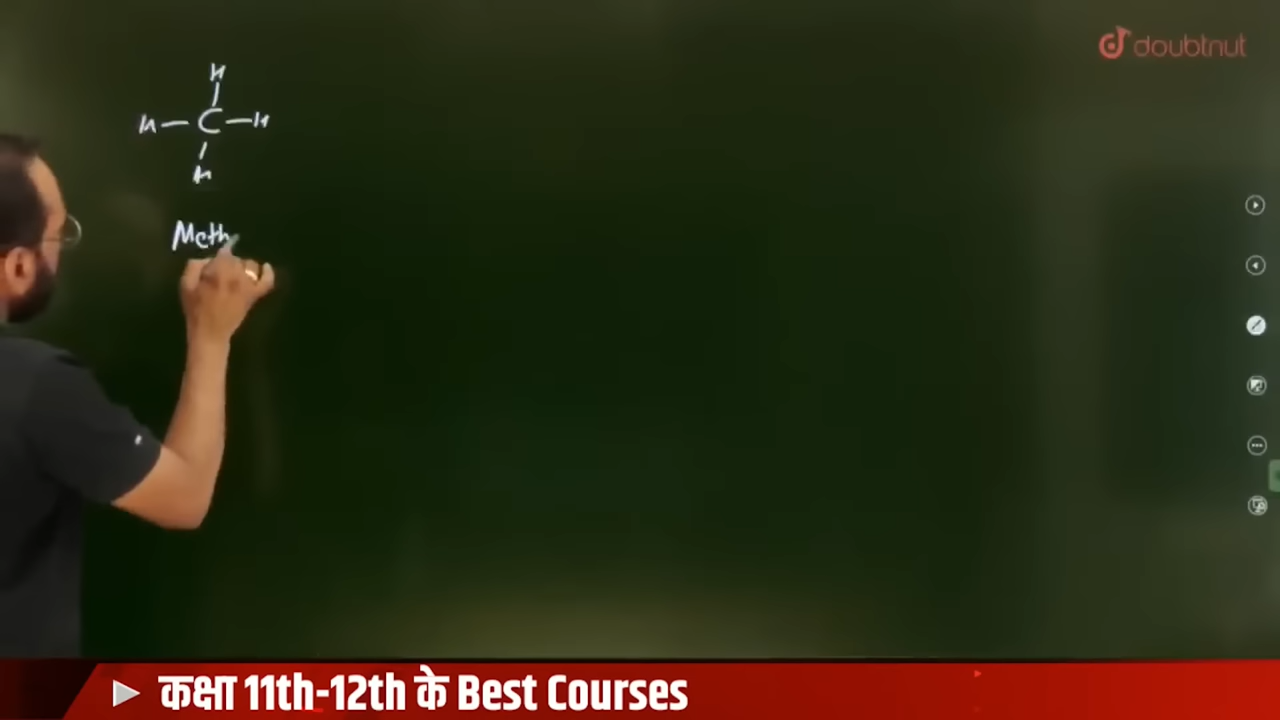 doubtnut
H
H C H
H
Meth
कक्षा 11th-12th के Best Courses